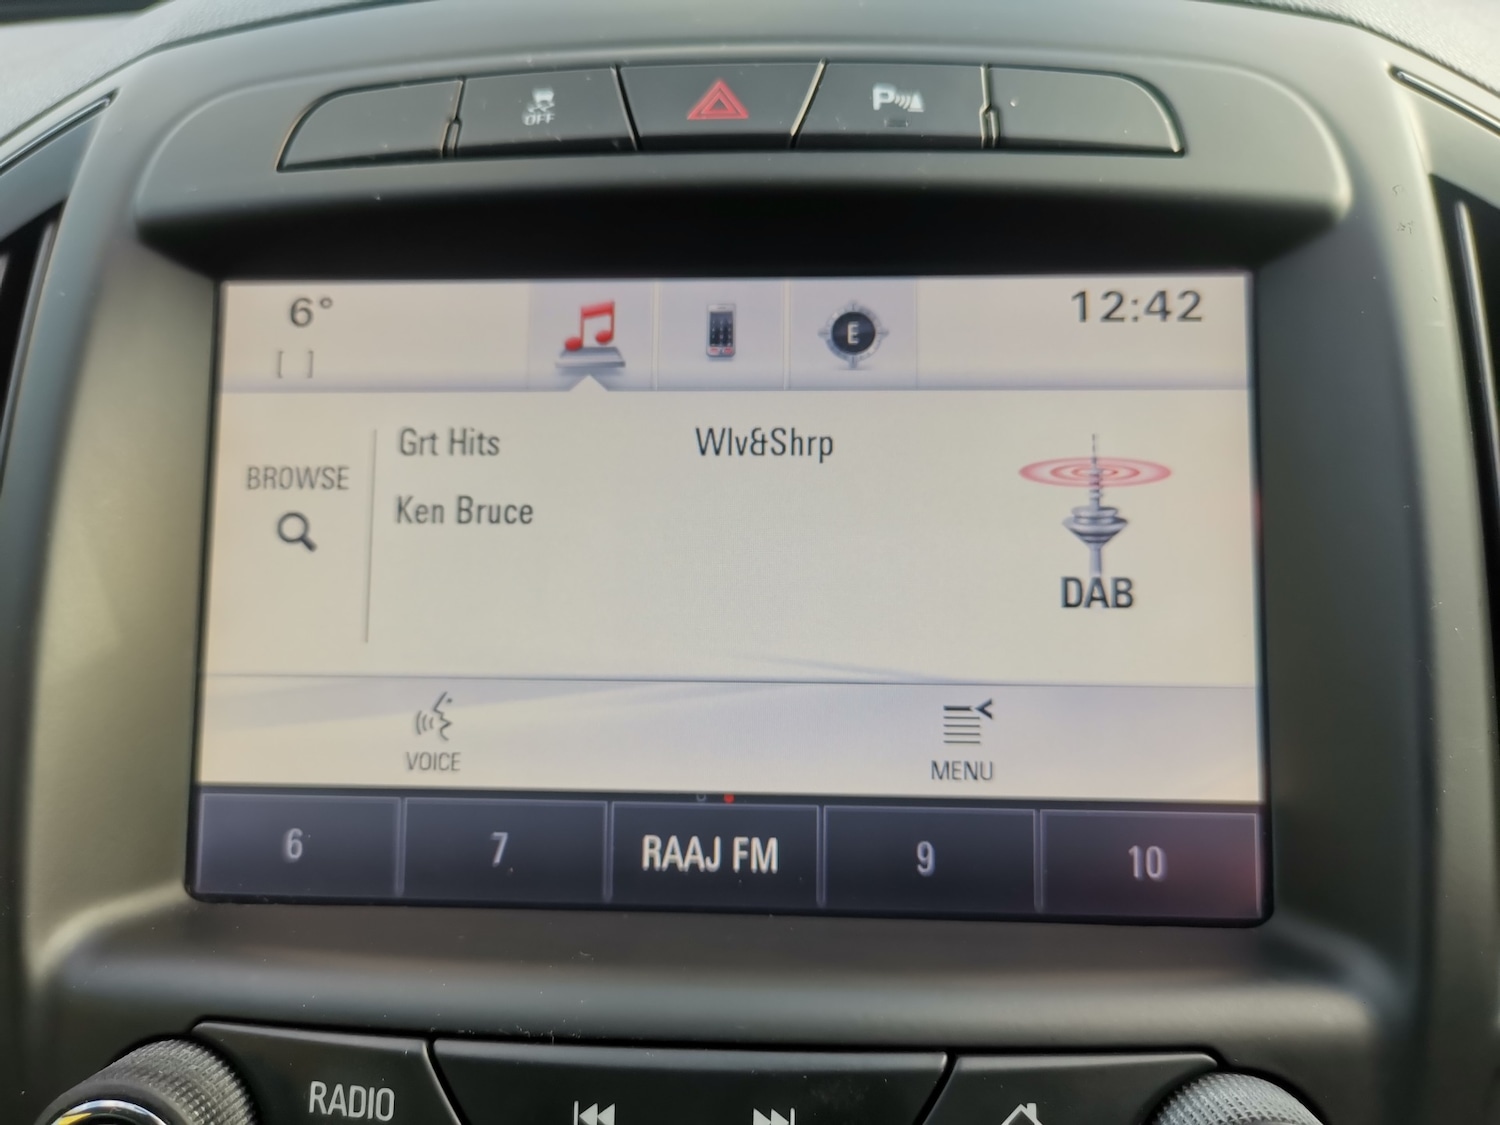 OFF
P
6°
[ ]
E
12:42
BROWSE
Grt Hits
Wlv&Shrp
Ken Bruce
DAB
VOICE
MENU
6
7
RAAJ FM
9
10
RADIO